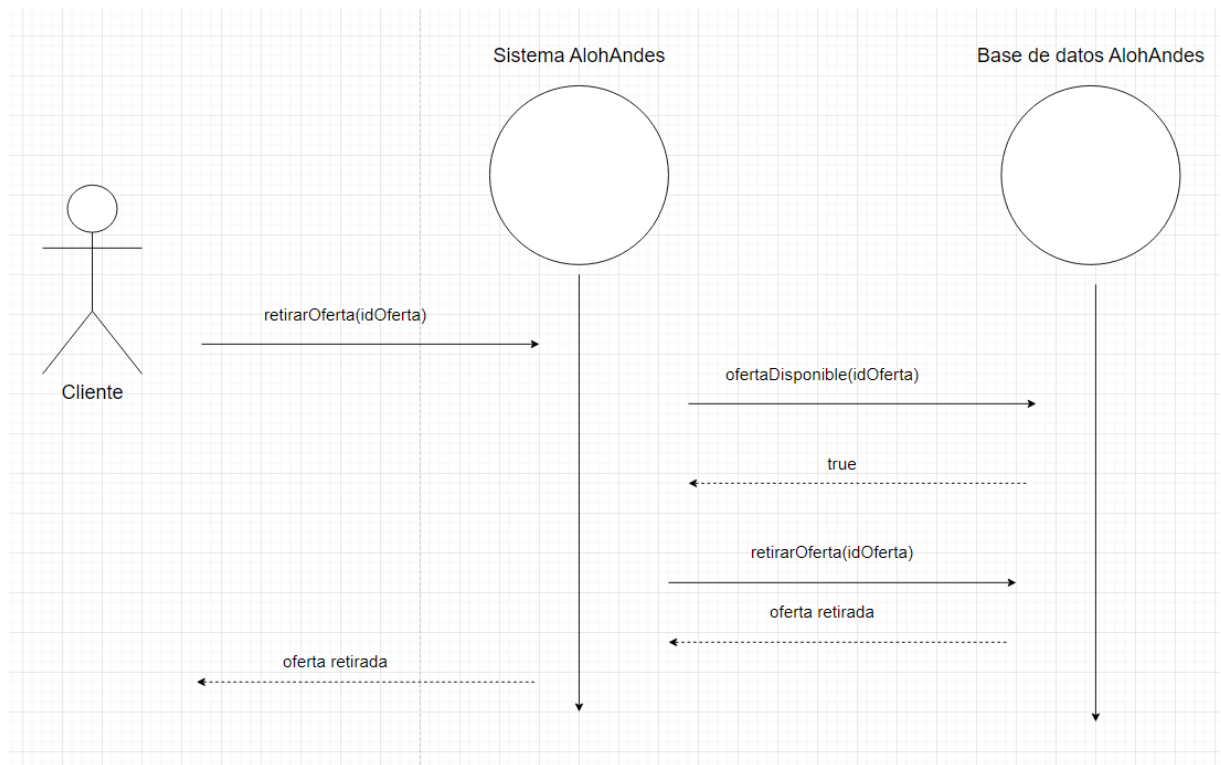 Sistema AlohAndes
Base de datos AlohAndes
retirarOferta(idOferta)
Cliente
ofertaDisponible(idOferta)
true
retirarOferta(idOferta)
oferta retirada
oferta retirada